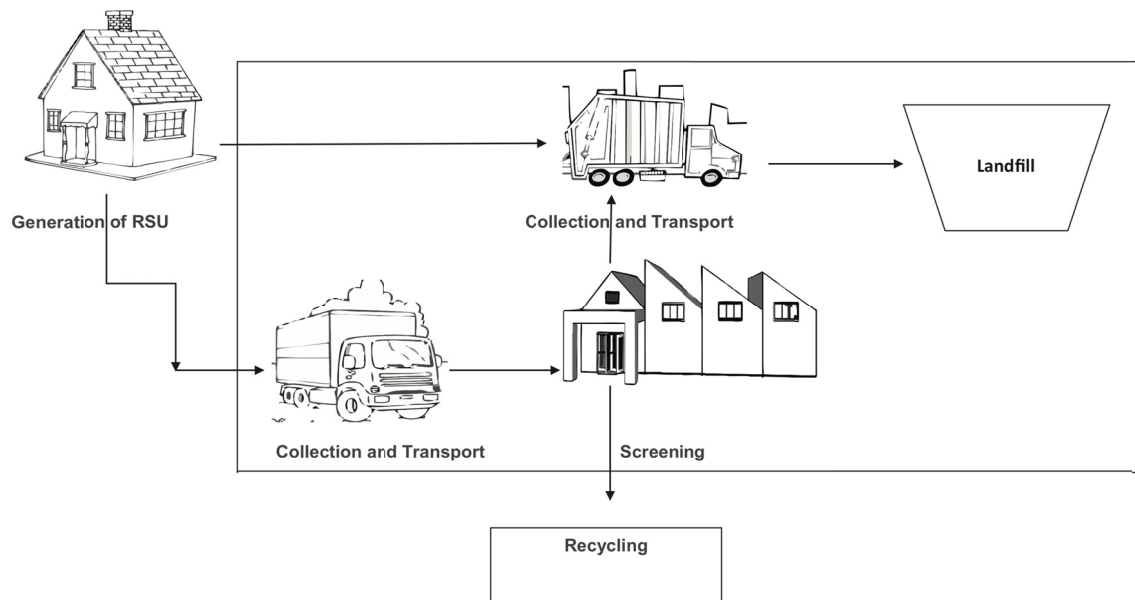 Landfill
Generation of RSU
Collection and Transport
Collection and Transport
Screening
Recycling